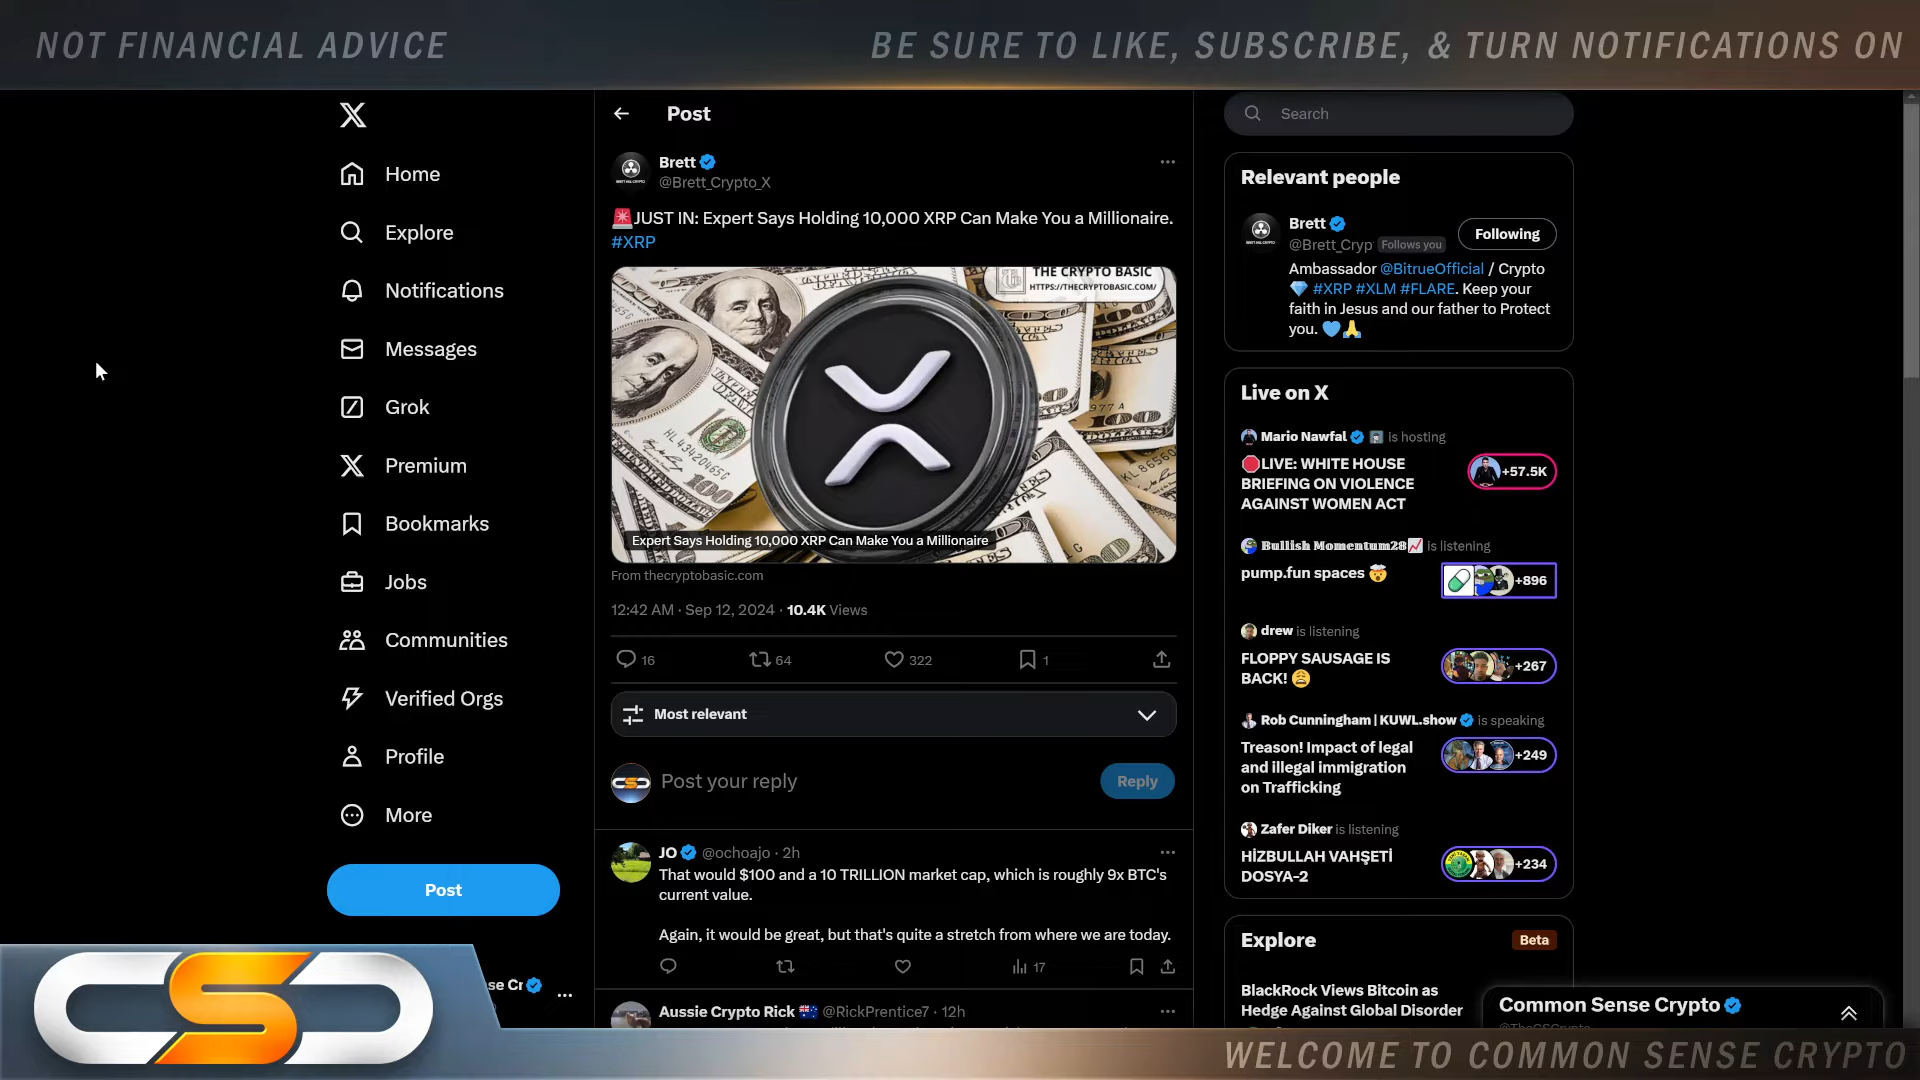 NOT FINANCIAL ADVICE
BE SURE TO LIKE, SUBSCRIBE, & TURN NOTIFICATIONS ON
Home
Explore
Notifications
Messages
Grok
Premium
Bookmarks
Jobs
Communities
Verified Orgs
Profile
More
Post
se Cr
Post
Brett
@Brett_Crypto_X
🚨JUST IN: Expert Says Holding 10,000 XRP Can Make You a Millionaire.
#XRP
THE CRYPTO BASIC
HTTPS://THECRYPTOBASIC.COM/
Expert Says Holding 10,000 XRP Can Make You a Millionaire
From thecryptobasic.com
12:42 AM · Sep 12, 2024 · 10.4K Views
16
64
322
1
Most relevant
Post your reply
Reply
JO @ochoajo · 2h
That would $100 and a 10 TRILLION market cap, which is roughly 9x BTC's
current value.
Again, it would be great, but that's quite a stretch from where we are today.
17
Aussie Crypto Rick 🇦🇺 @RickPrentice7 · 12h
Search
Relevant people
Brett
@Brett_Cryp Follows you
Following
Ambassador @BitrueOfficial / Crypto
💎 #XRP #XLM #FLARE. Keep your
faith in Jesus and our father to Protect
you. 💙🙏
Live on X
Mario Nawfal is hosting
🛑LIVE: WHITE HOUSE
BRIEFING ON VIOLENCE
AGAINST WOMEN ACT
+57.5K
Bullish Momentum28📈 is listening
pump.fun spaces 🤯
+896
drew is listening
FLOPPY SAUSAGE IS
BACK! 😩
+267
Rob Cunningham | KUWL.show is speaking
Treason! Impact of legal
and illegal immigration
on Trafficking
+249
Zafer Diker is listening
HİZBULLAH VAHŞETİ
DOSYA-2
+234
Explore
Beta
BlackRock Views Bitcoin as
Hedge Against Global Disorder
Common Sense Crypto
CSC
WELCOME TO COMMON SENSE CRYPTO